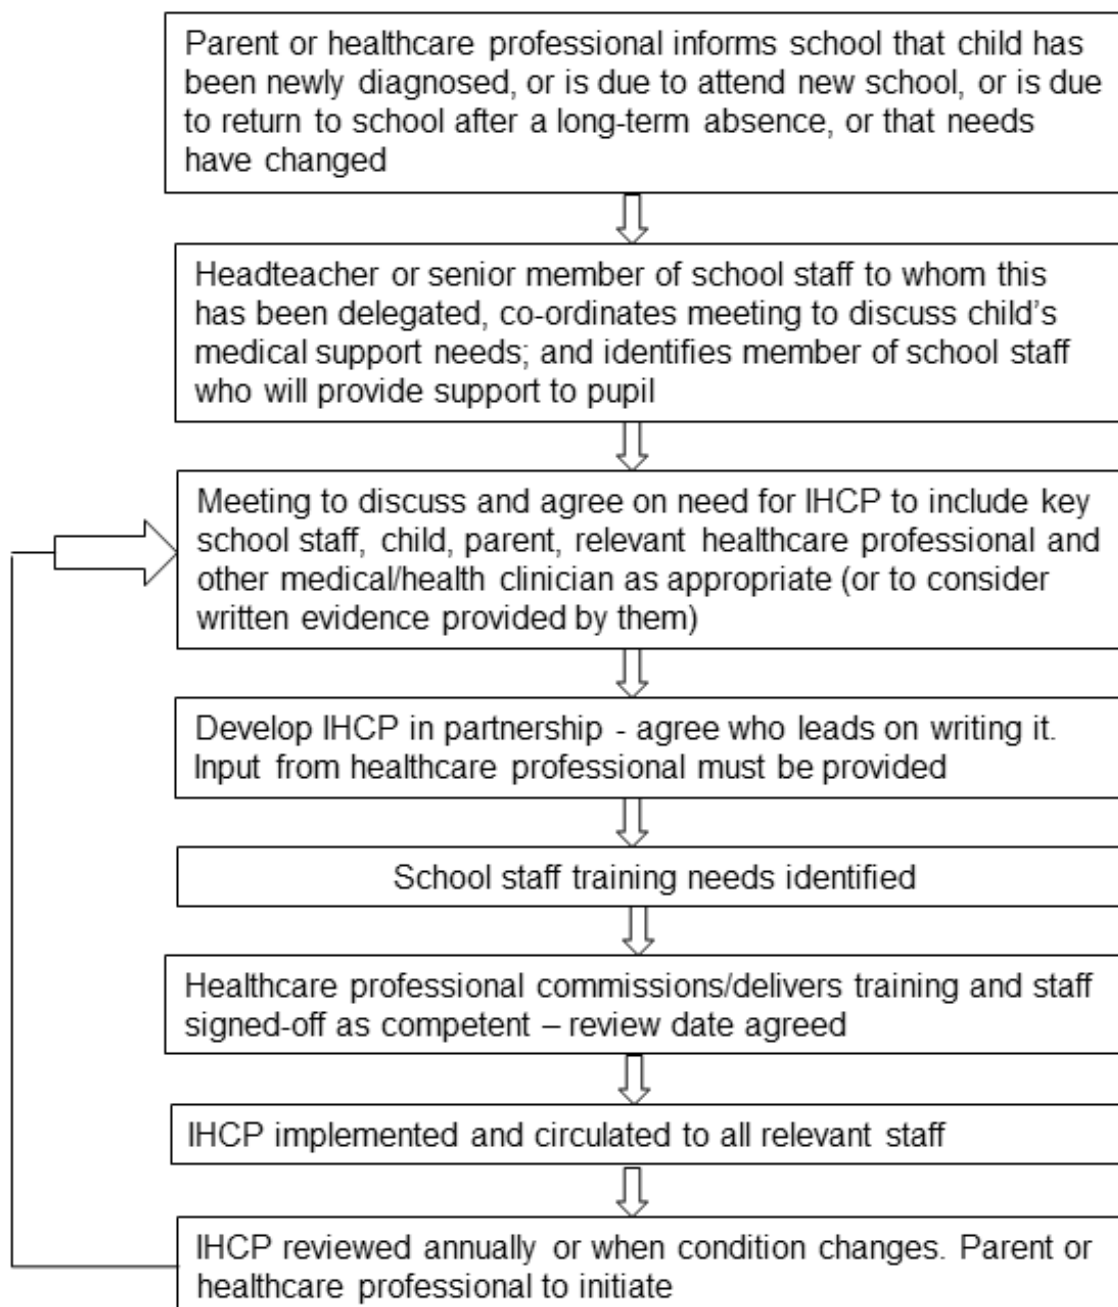 Parent or healthcare professional informs school that child has
been newly diagnosed, or is due to attend new school, or is due
to return to school after a long-term absence, or that needs
have changed
Headteacher or senior member of school staff to whom this
has been delegated, co-ordinates meeting to discuss child's
medical support needs; and identifies member of school staff
who will provide support to pupil
Meeting to discuss and agree on need for IHCP to include key
school staff, child, parent, relevant healthcare professional and
other medical/health clinician as appropriate (or to consider
written evidence provided by them)
Develop IHCP in partnership - agree who leads on writing it.
Input from healthcare professional must be provided
School staff training needs identified
Healthcare professional commissions/delivers training and staff
signed-off as competent – review date agreed
IHCP implemented and circulated to all relevant staff
IHCP reviewed annually or when condition changes. Parent or
healthcare professional to initiate